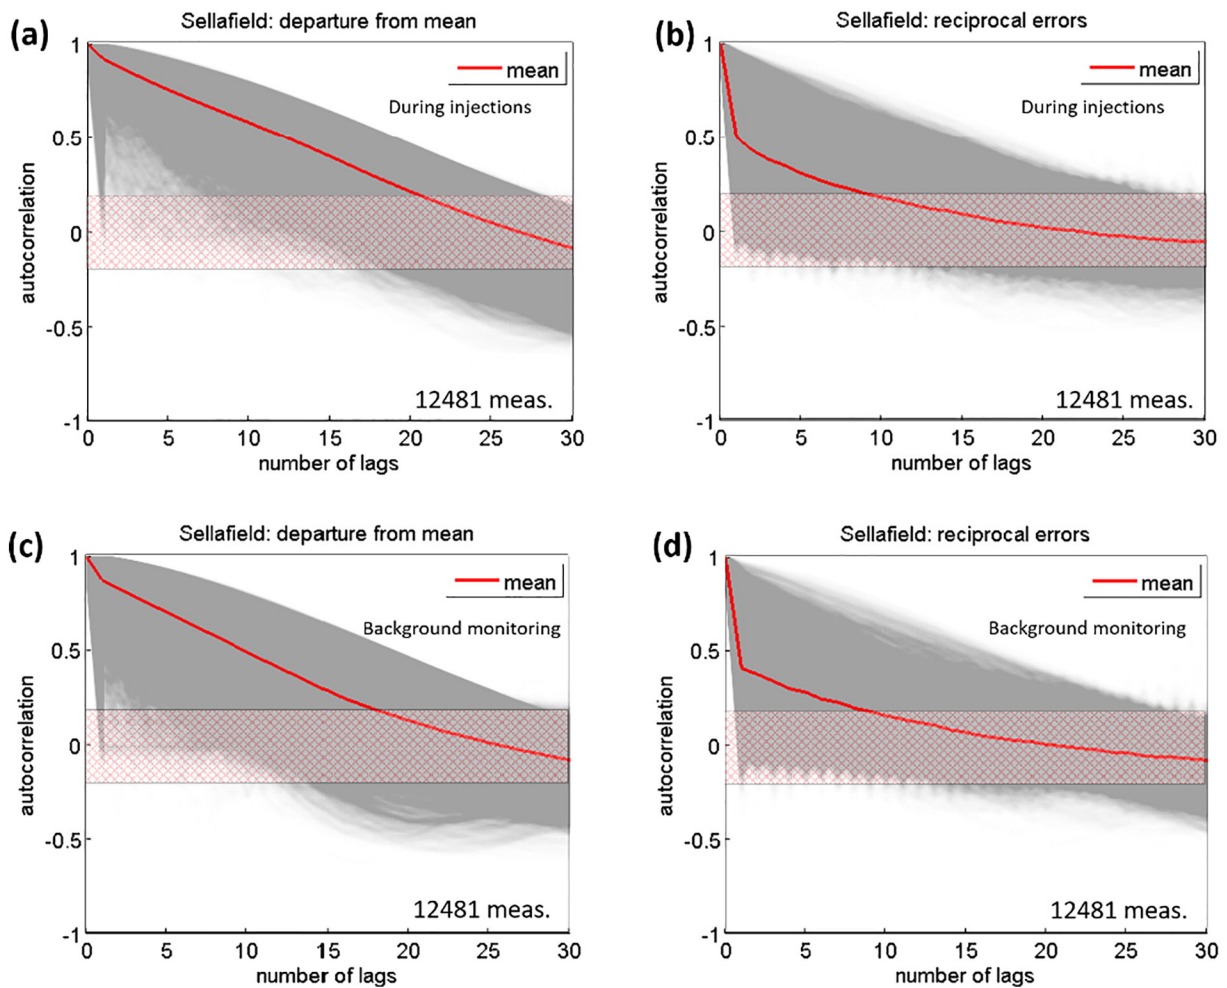 (a)
Sellafield: departure from mean
1
0.5
0
-0.5
-1
autocorrelation
mean
During injections
12481 meas.
0 5 10 15 20 25 30
number of lags
(b)
Sellafield: reciprocal errors
1
0.5
0
-0.5
-1
autocorrelation
mean
During injections
12481 meas.
0 5 10 15 20 25 30
number of lags
(c)
Sellafield: departure from mean
1
0.5
0
-0.5
-1
autocorrelation
mean
Background monitoring
12481 meas.
0 5 10 15 20 25 30
number of lags
(d)
Sellafield: reciprocal errors
1
0.5
0
-0.5
-1
autocorrelation
mean
Background monitoring
12481 meas.
0 5 10 15 20 25 30
number of lags